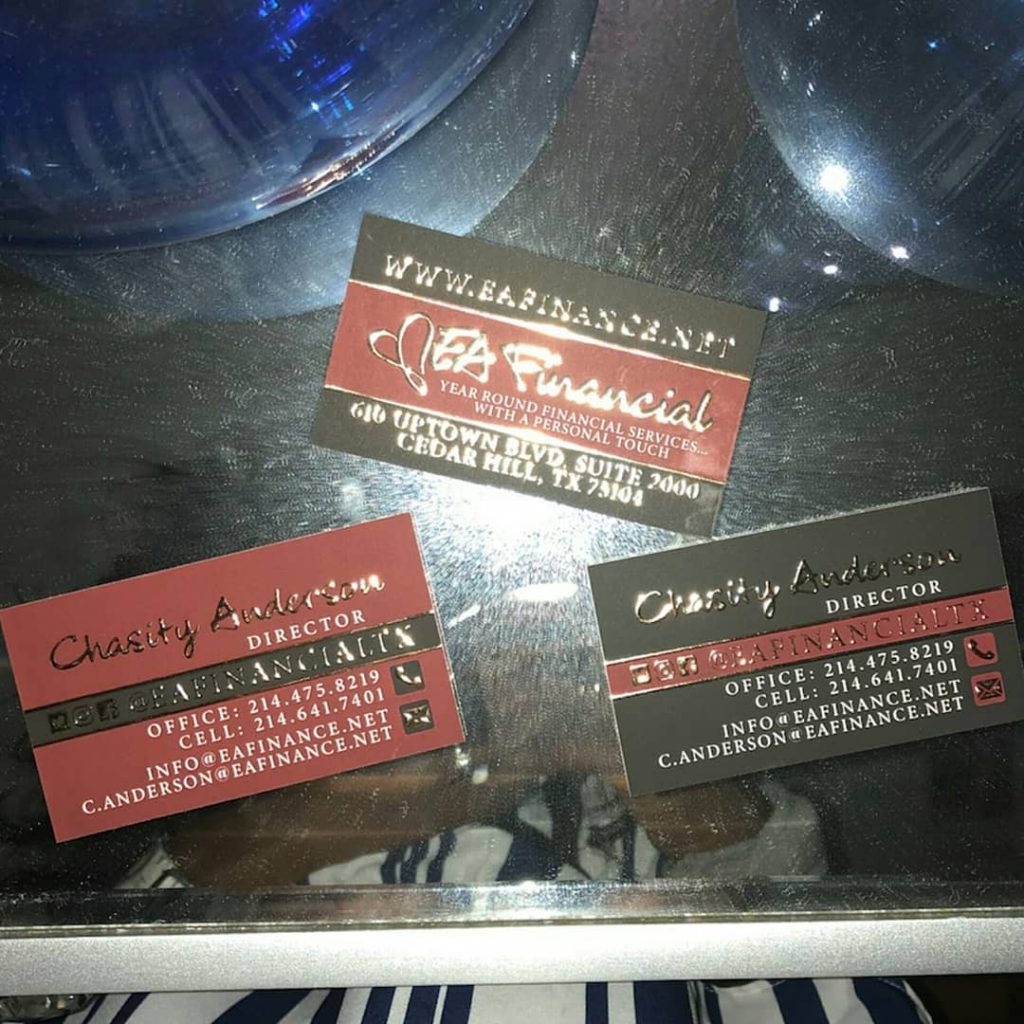 WWW.EAFINANCE.NET
EA Financial
YEAR ROUND FINANCIAL SERVICES...
WITH A PERSONAL TOUCH
610 UPTOWN BLVD, SUITE 2000
CEDAR HILL, TX 75104
Chasity Anderson
DIRECTOR
@EAFINANCIALTX
OFFICE: 214.475.8219
CELL: 214.641.7401
INFO@EAFINANCE.NET
C.ANDERSON@EAFINANCE.NET
Chasity Anderson
DIRECTOR
@EAFINANCIALTX
OFFICE: 214.475.8219
CELL: 214.641.7401
INFO@EAFINANCE.NET
C.ANDERSON@EAFINANCE.NET